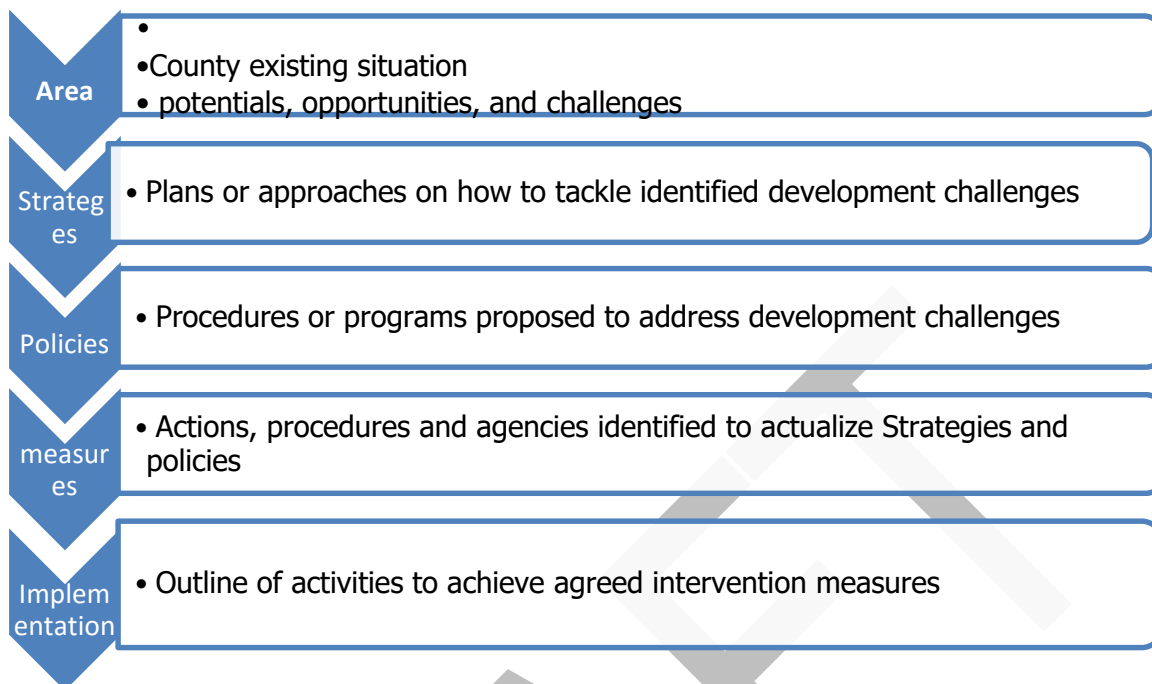 •
•County existing situation
• potentials, opportunities, and challenges
Area
• Plans or approaches on how to tackle identified development challenges
Strateg
es
• Procedures or programs proposed to address development challenges
Policies
• Actions, procedures and agencies identified to actualize Strategies and
policies
measur
es
• Outline of activities to achieve agreed intervention measures
Implem
entation